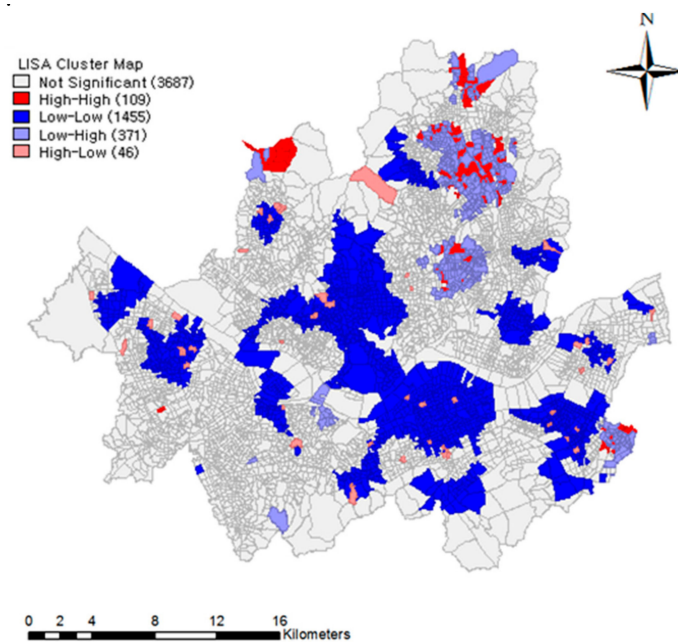 N
LISA Cluster Map
Not Significant (3687)
High-High (109)
Low-Low (1455)
Low-High (371)
High-Low (46)
0 2 4 8 12 16
Kilometers